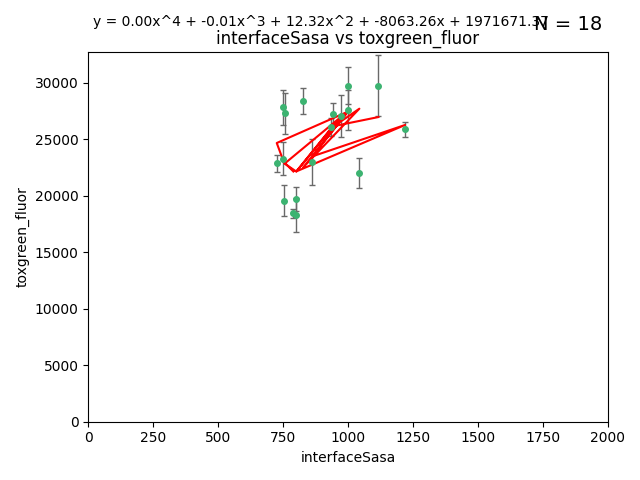 y = 0.00x^4 + -0.01x^3 + 12.32x^2 + -8063.26x + 1971671.37
N = 18
interfaceSasa vs toxgreen_fluor
30000
25000
20000
15000
10000
5000
0
toxgreen_fluor
0 250 500 750 1000 1250 1500 1750 2000
interfaceSasa